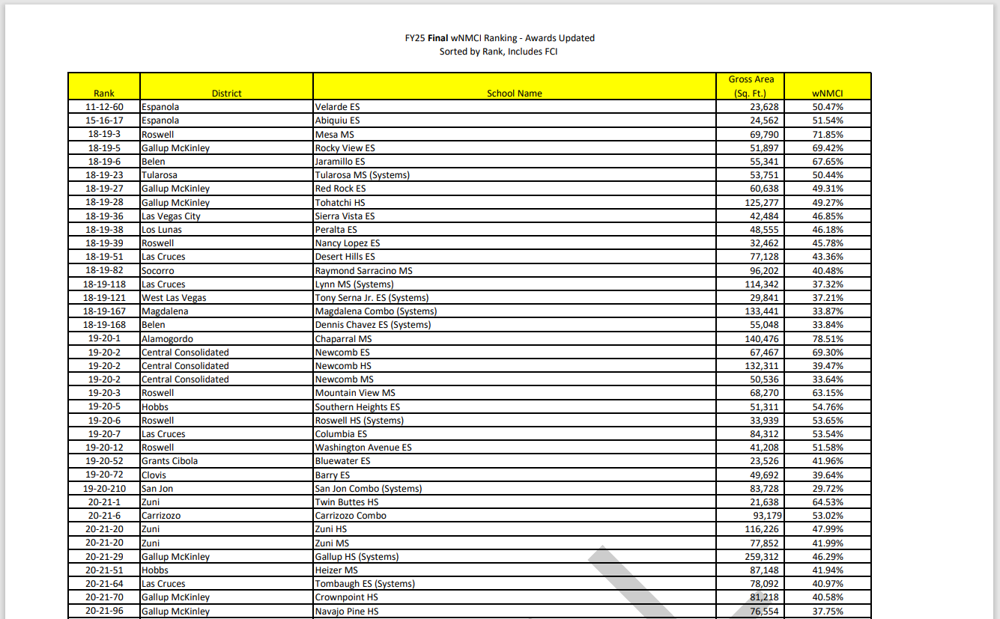 FY25 Final wNMCI Ranking - Awards Updated
Sorted by Rank, Includes FCI
Rank District School Name Gross Area (Sq. Ft.) wNMCI
11-12-60 Espanola Velarde ES 23,628 50.47%
15-16-17 Espanola Abiquiu ES 24,562 51.54%
18-19-3 Roswell Mesa MS 69,790 71.85%
18-19-5 Gallup McKinley Rocky View ES 51,897 69.42%
18-19-6 Belen Jaramillo ES 55,341 67.65%
18-19-23 Tularosa Tularosa MS (Systems) 53,751 50.44%
18-19-27 Gallup McKinley Red Rock ES 60,638 49.31%
18-19-28 Gallup McKinley Tohatchi HS 125,277 49.27%
18-19-36 Las Vegas City Sierra Vista ES 42,484 46.85%
18-19-38 Los Lunas Peralta ES 48,555 46.18%
18-19-39 Roswell Nancy Lopez ES 32,462 45.78%
18-19-51 Las Cruces Desert Hills ES 77,128 43.36%
18-19-82 Socorro Raymond Sarracino MS 96,202 40.48%
18-19-118 Las Cruces Lynn MS (Systems) 114,342 37.32%
18-19-121 West Las Vegas Tony Serna Jr. ES (Systems) 29,841 37.21%
18-19-167 Magdalena Magdalena Combo (Systems) 133,441 33.87%
18-19-168 Belen Dennis Chavez ES (Systems) 55,048 33.84%
19-20-1 Alamogordo Chaparral MS 140,476 78.51%
19-20-2 Central Consolidated Newcomb ES 67,467 69.30%
19-20-2 Central Consolidated Newcomb HS 132,311 39.47%
19-20-2 Central Consolidated Newcomb MS 50,536 33.64%
19-20-3 Roswell Mountain View MS 68,270 63.15%
19-20-5 Hobbs Southern Heights ES 51,311 54.76%
19-20-6 Roswell Roswell HS (Systems) 33,939 53.65%
19-20-7 Las Cruces Columbia ES 84,312 53.54%
19-20-12 Roswell Washington Avenue ES 41,208 51.58%
19-20-52 Grants Cibola Bluewater ES 23,526 41.96%
19-20-72 Clovis Barry ES 49,692 39.64%
19-20-210 San Jon San Jon Combo (Systems) 83,728 29.72%
20-21-1 Zuni Twin Buttes HS 21,638 64.53%
20-21-6 Carrizozo Carrizozo Combo 93,179 53.02%
20-21-20 Zuni Zuni HS 116,226 47.99%
20-21-20 Zuni Zuni MS 77,852 41.99%
20-21-29 Gallup McKinley Gallup HS (Systems) 259,312 46.29%
20-21-51 Hobbs Heizer MS 87,148 41.94%
20-21-64 Las Cruces Tombaugh ES (Systems) 78,092 40.97%
20-21-70 Gallup McKinley Crownpoint HS 81,218 40.58%
20-21-96 Gallup McKinley Navajo Pine HS 76,554 37.75%